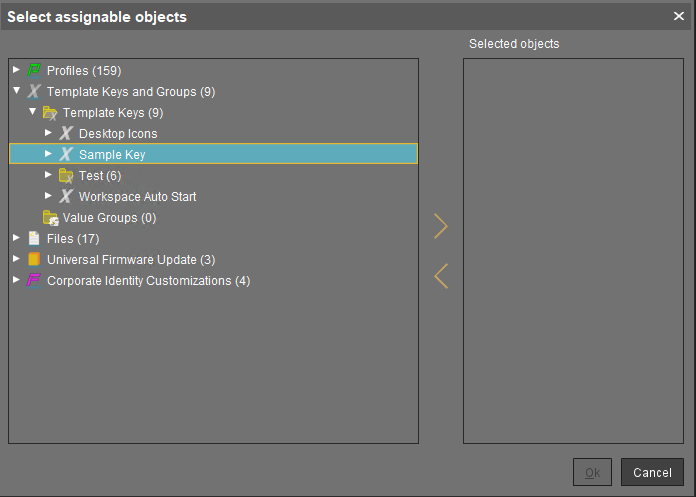 Select assignable objects
Selected objects
Profiles (159)
Template Keys and Groups (9)
Template Keys (9)
Desktop Icons
Sample Key
Test (6)
Workspace Auto Start
Value Groups (0)
Files (17)
Universal Firmware Update (3)
Corporate Identity Customizations (4)
Ok
Cancel